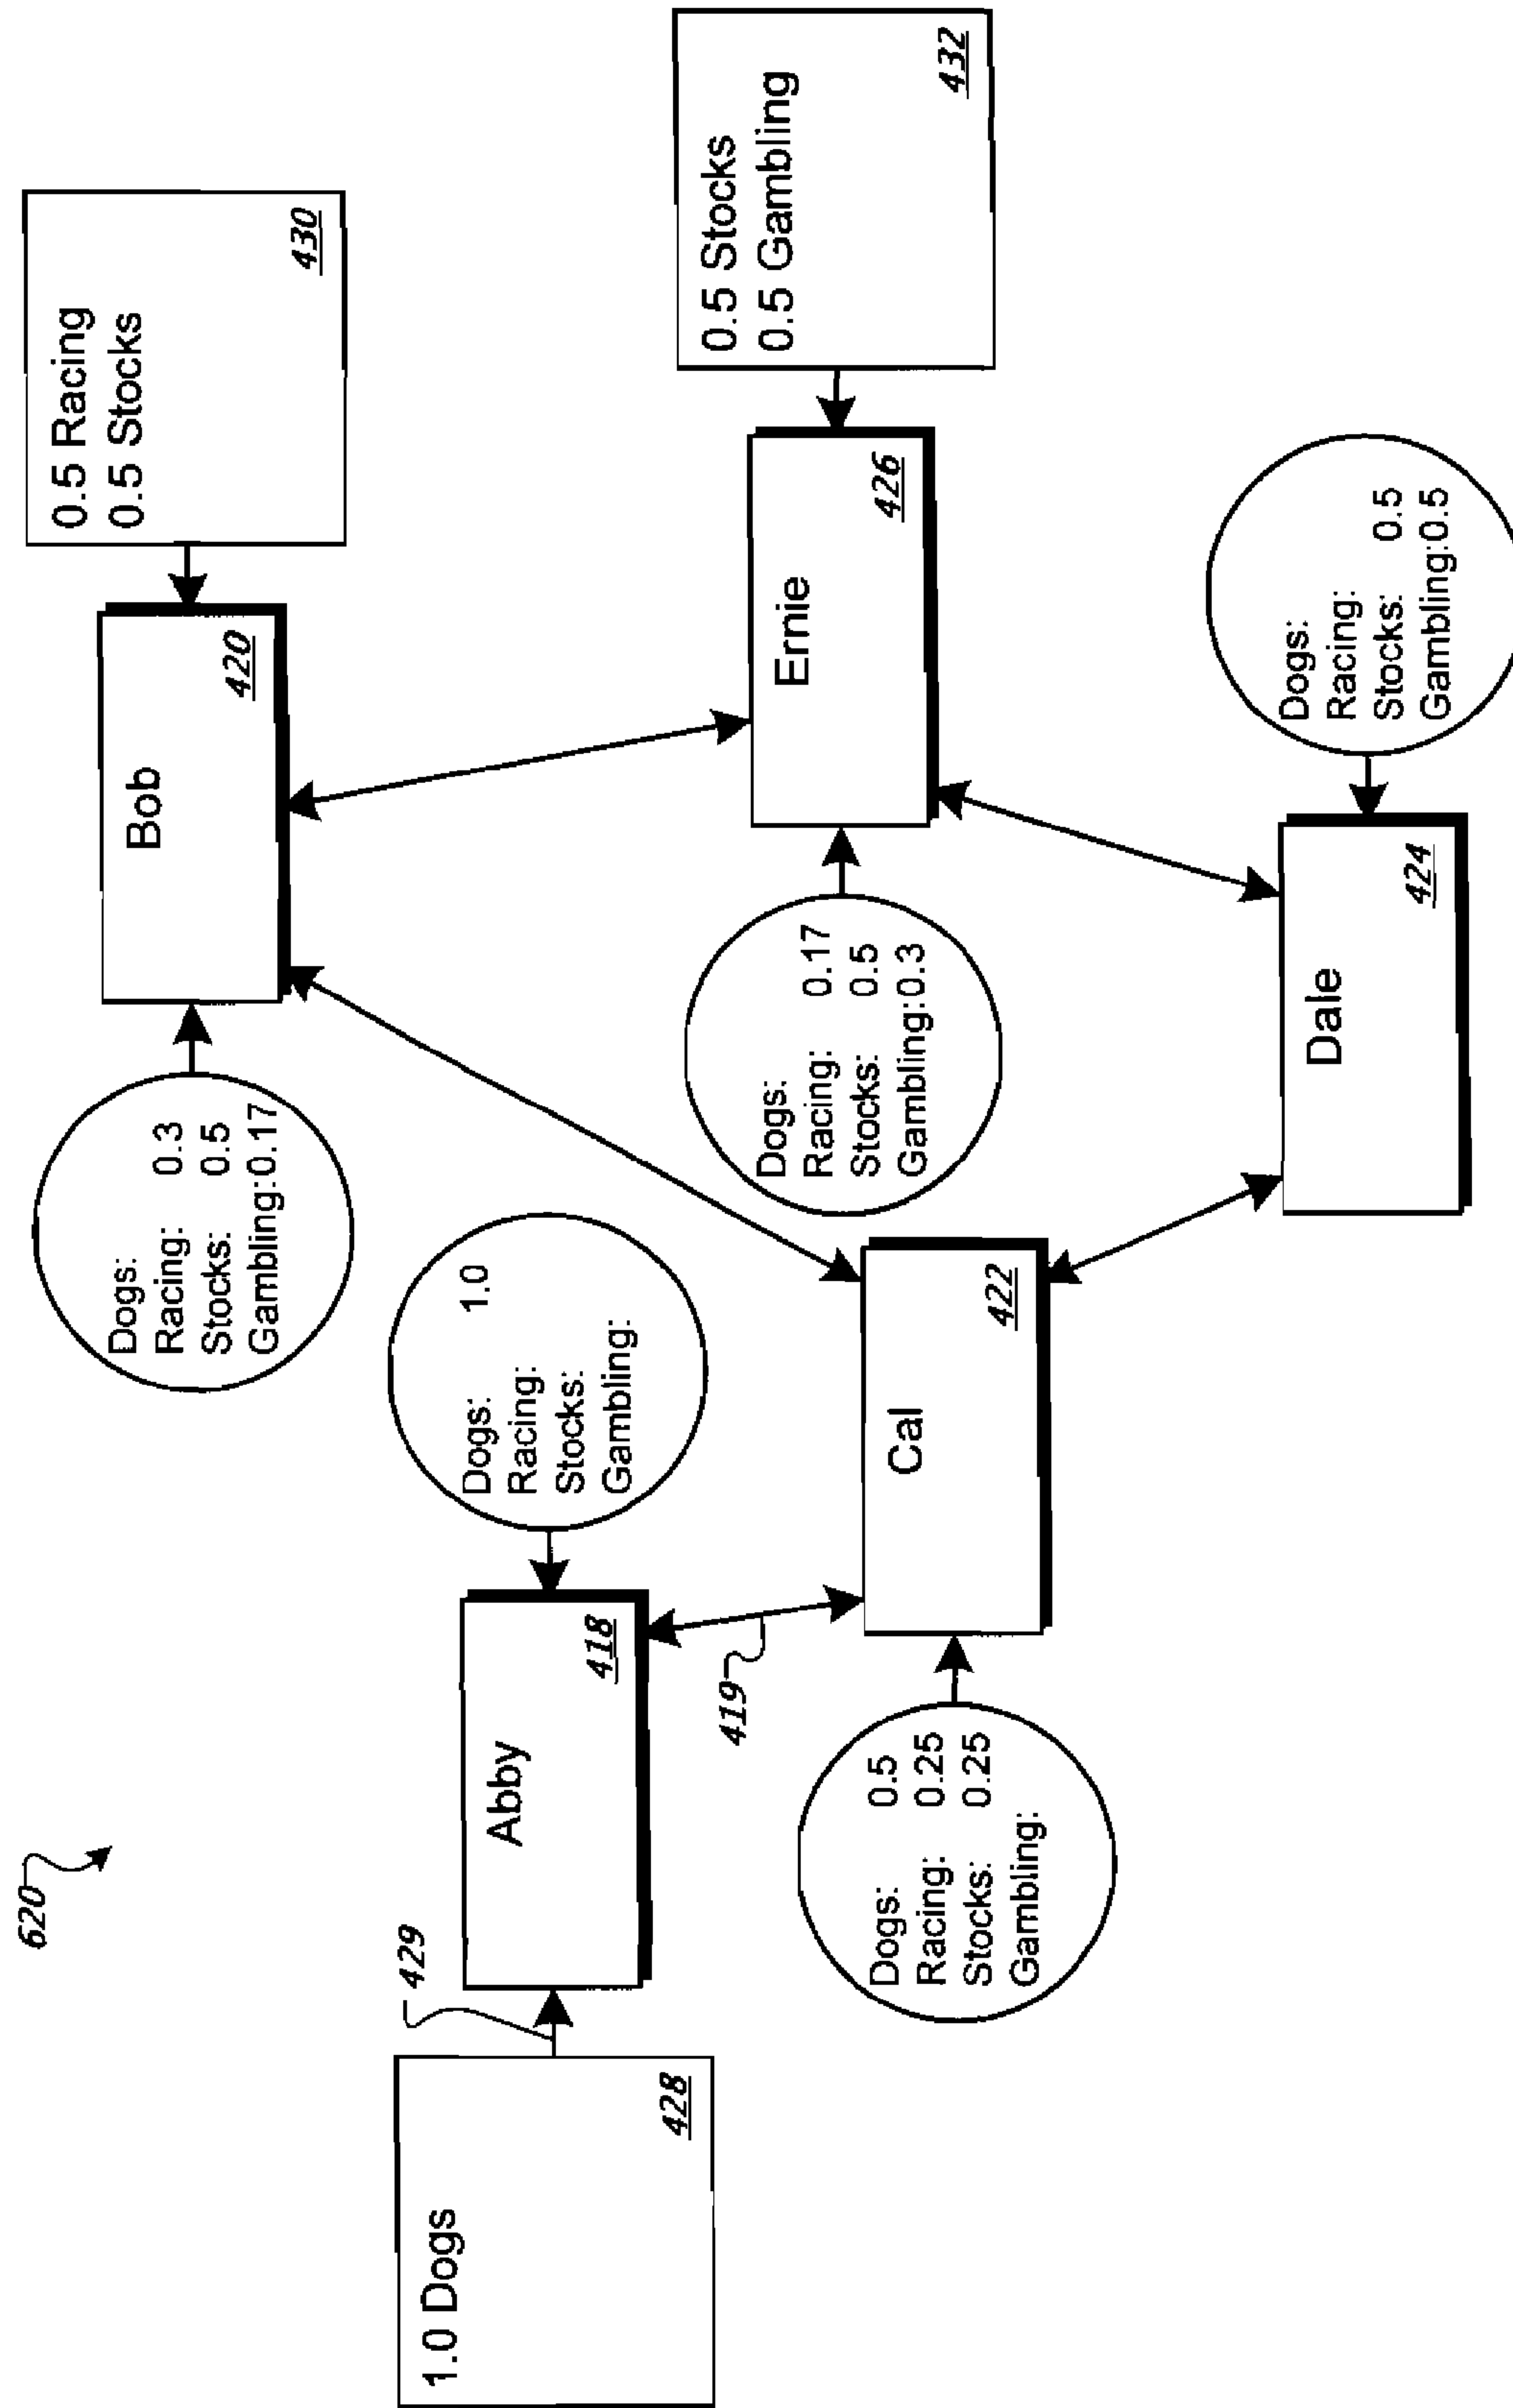 620
1.0 Dogs
428
429
Abby
418
Dogs: 1.0
Racing:
Stocks:
Gambling:
419
Dogs:
Racing: 0.3
Stocks: 0.5
Gambling:0.17
Bob
420
0.5 Racing
0.5 Stocks
430
Dogs: 0.5
Racing: 0.25
Stocks: 0.25
Gambling:
Cal
422
Dogs:
Racing: 0.17
Stocks: 0.5
Gambling:0.3
Ernie
426
0.5 Stocks
0.5 Gambling
432
Dale
424
Dogs:
Racing:
Stocks: 0.5
Gambling:0.5